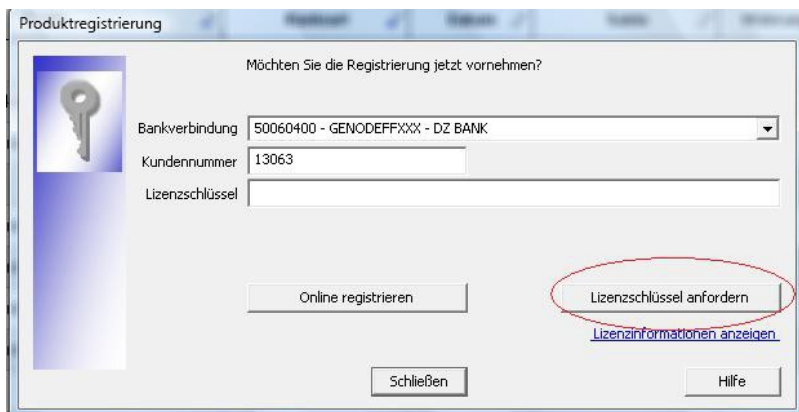 Produktregistrierung
Möchten Sie die Registrierung jetzt vornehmen?
Bankverbindung 50060400 - GENODEFFXXX - DZ BANK
Kundennummer 13063
Lizenzschlüssel
Online registrieren Lizenzschlüssel anfordern
Lizenzinformationen anzeigen
Schließen Hilfe